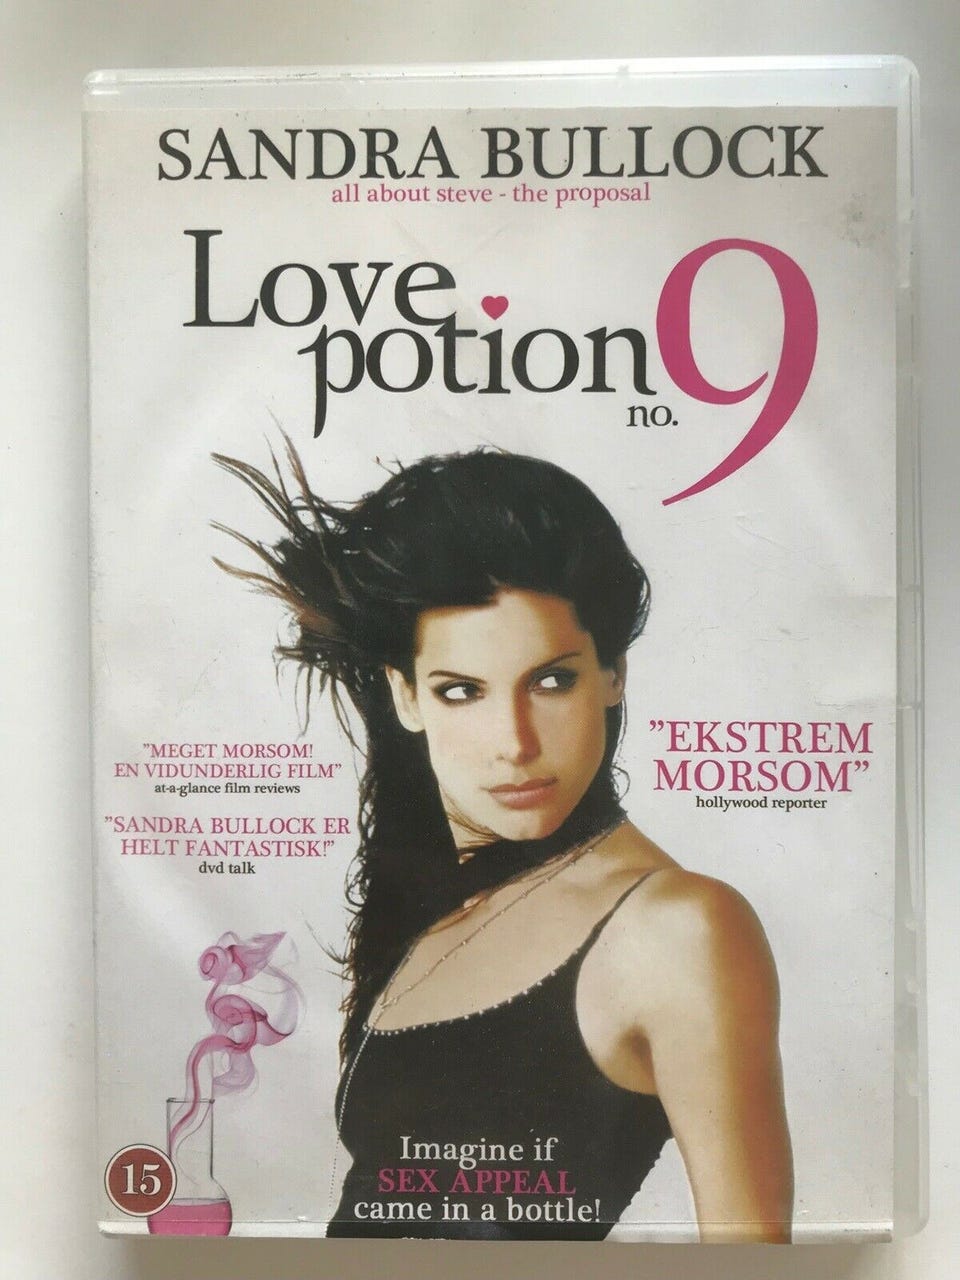 SANDRA BULLOCK
all about steve - the proposal
Love
potion
no. 9
"MEGET MORSOM!
EN VIDUNDERLIG FILM"
at-a-glance film reviews
"SANDRA BULLOCK ER
HELT FANTASTISK!"
dvd talk
"EKSTREM
MORSOM"
hollywood reporter
15
Imagine if
SEX APPEAL
came in a bottle!